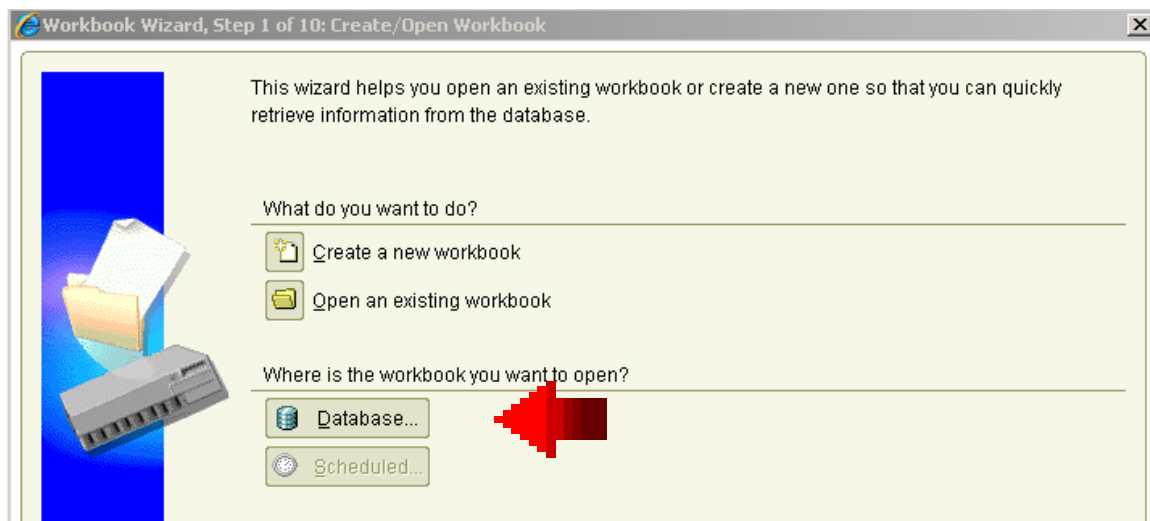 Workbook Wizard, Step 1 of 10: Create/Open Workbook
This wizard helps you open an existing workbook or create a new one so that you can quickly
retrieve information from the database.
What do you want to do?
Create a new workbook
Open an existing workbook
Where is the workbook you want to open?
Database...
Scheduled...